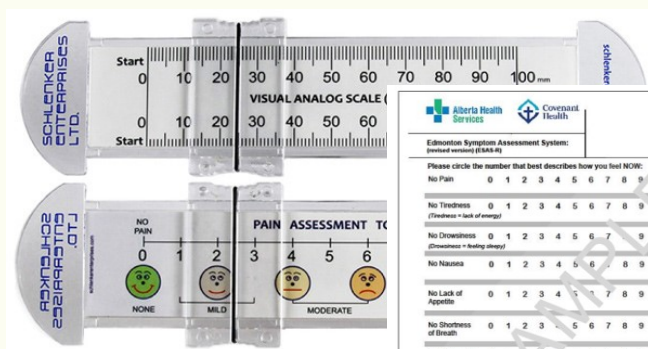 SCHLENKER
ENTERPRISES
LTD.
Start
0 10 20 30 40 50 60 70 80 90 100 mm
VISUAL ANALOG SCALE (
0 10 20 30 40 50 60
Start
schlenker
SCHLENKER
ENTERPRISES
LTD.
NO
PAIN
PAIN ASSESSMENT TO
0 1 2 3 4 5 6
NONE MILD MODERATE
Alberta Health
Services
Covenant
Health
Edmonton Symptom Assessment System:
(revised version) (ESAS-R)
Please circle the number that best describes how you feel NOW:
No Pain 0 1 2 3 4 5 6 7 8 9
No Tiredness 0 1 2 3 4 5 6 7 8 9
(Tiredness = lack of energy)
No Drowsiness 0 1 2 3 4 5 6 7 9
(Drowsiness = feeling sleepy)
No Nausea 0 1 2 3 4 5 6 8 9
No Lack of 0 1 2 3 4 5 6 7 8 9
Appetite
No Shortness 0 1 2 3 5 6 7 8 9
of Breath